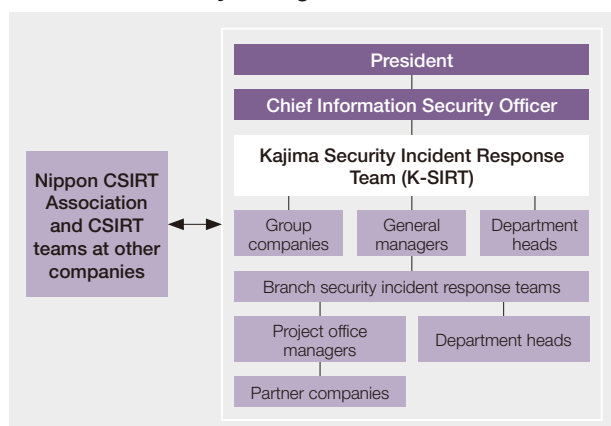 President
Chief Information Security Officer
Kajima Security Incident Response
Team (K-SIRT)
Nippon CSIRT
Association
and CSIRT
teams at other
companies
Group
companies
General
managers
Department
heads
Branch security incident response teams
Project office
managers
Department heads
Partner companies